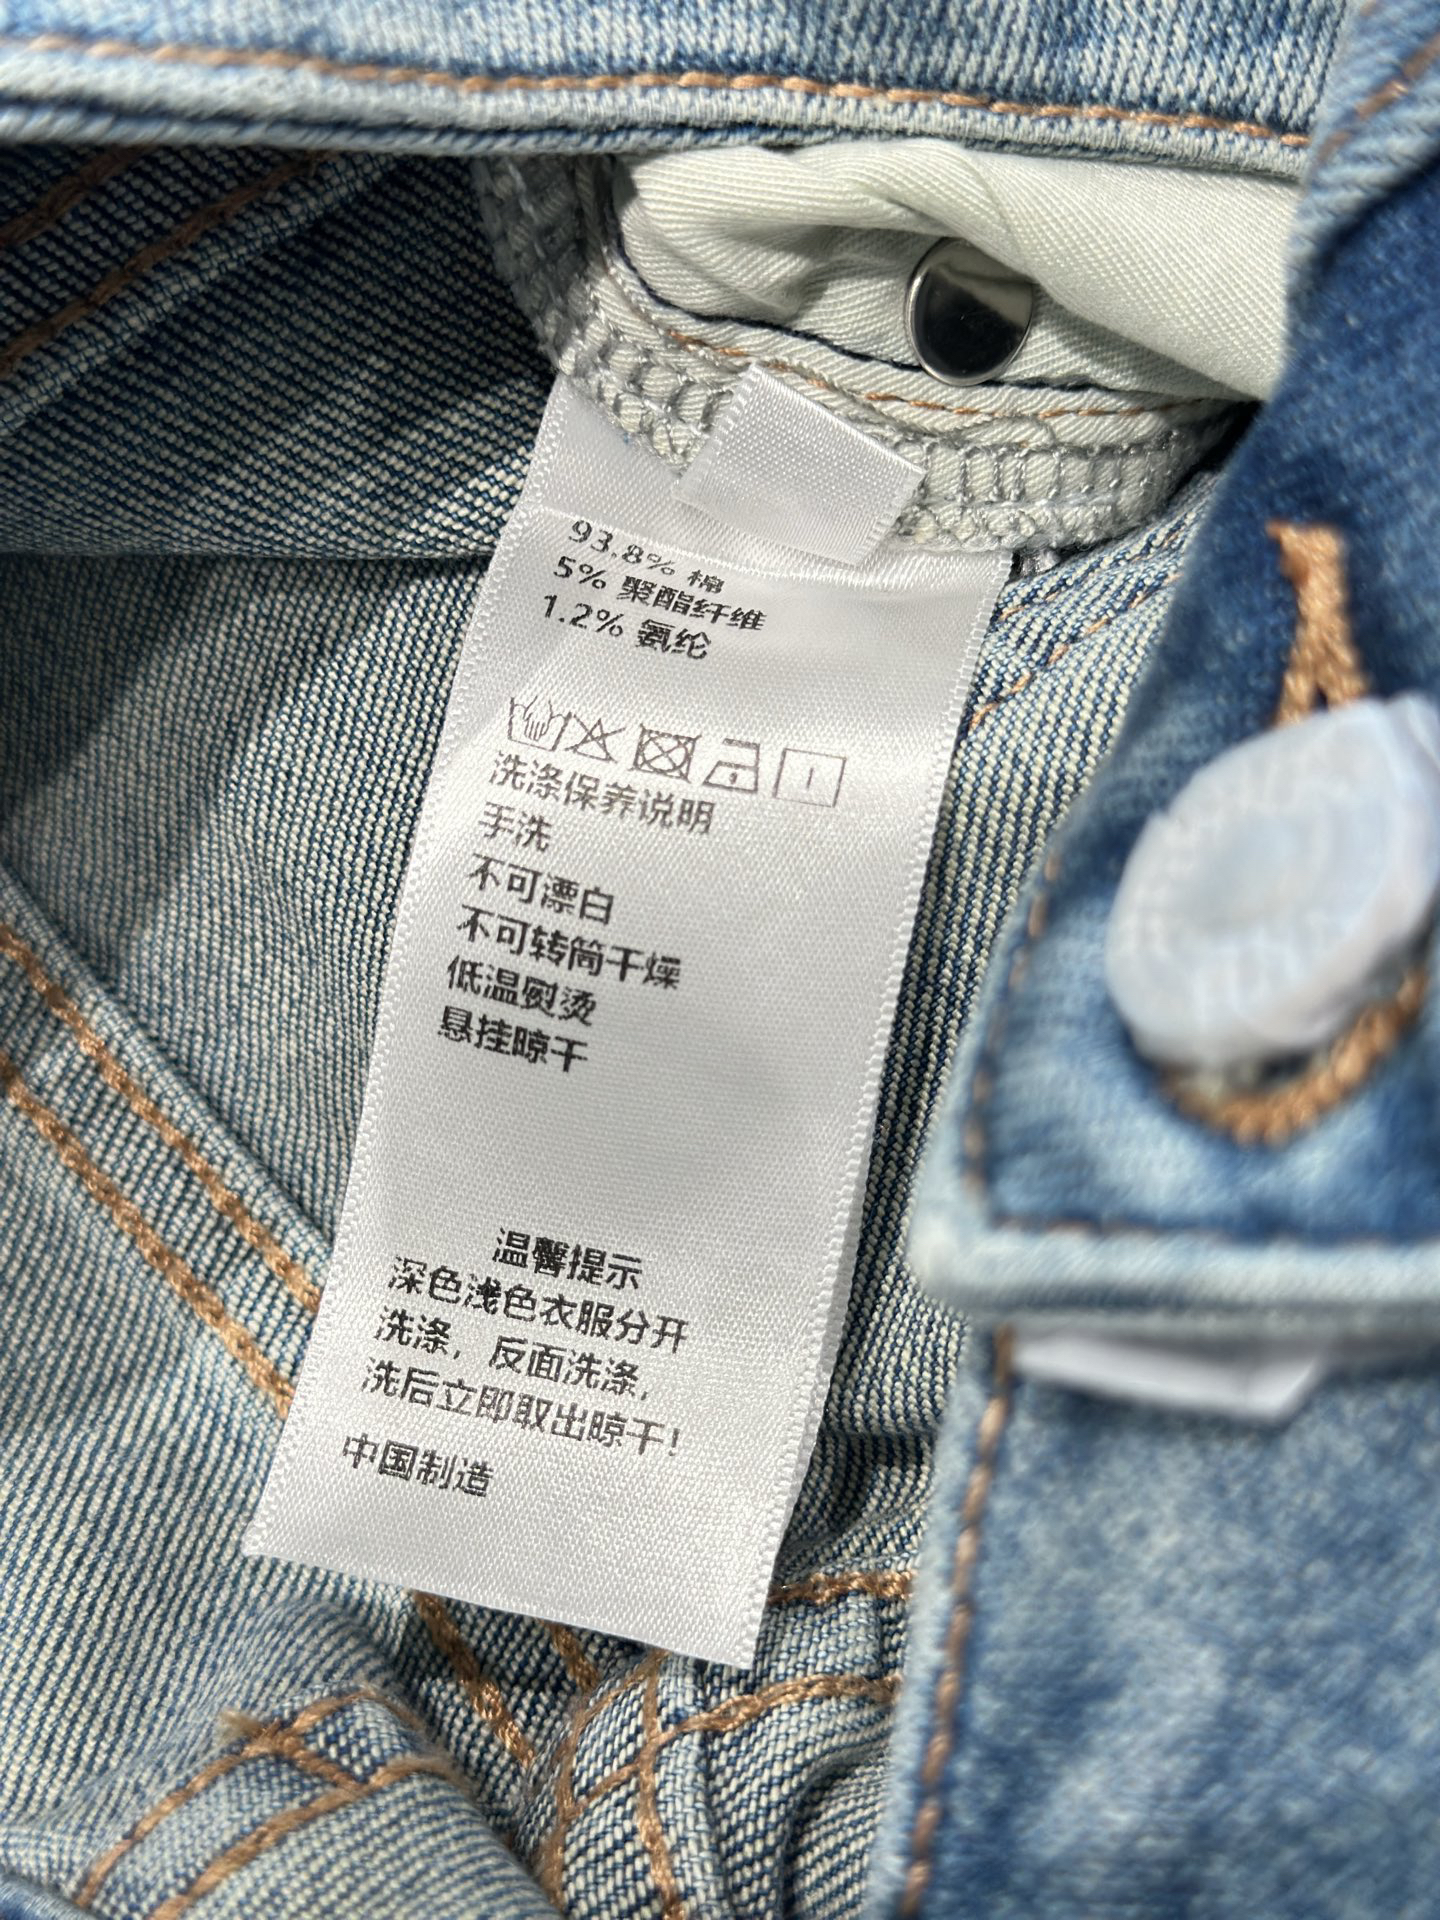 93.8% 棉
5% 聚酯纤维
1.2% 氨纶
洗涤保养说明
手洗
不可漂白
不可转筒干燥
低温熨烫
悬挂晾干
温馨提示
深色浅色衣服分开
洗涤，反面洗涤，
洗后立即取出晾干！
中国制造